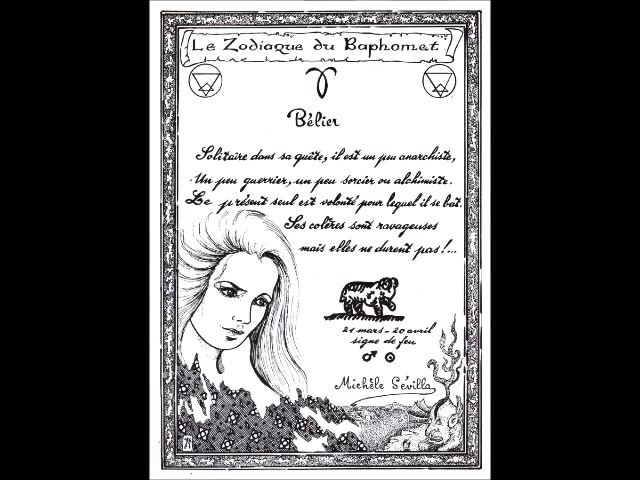 Le Zodiaque du Baphomet
Bélier
Solitaire dans sa quête, il est un peu anarchiste,
Un peu guerrier, un peu sorcier ou alchimiste.
Le présent seul est volonté pour lequel il se bat.
Ses colères sont ravageuses
mais elles ne durent pas !...
21 mars - 20 avril
signe de feu
Michèle Sévilla